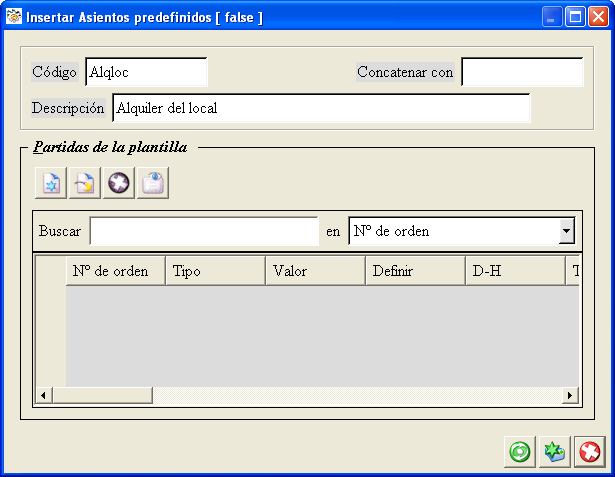 Insertar Asientos predefinidos [ false ]
Código Alqloc Concatenar con
Descripción Alquiler del local
Partidas de la plantilla
Buscar en Nº de orden
Nº de orden Tipo Valor Definir D-H T